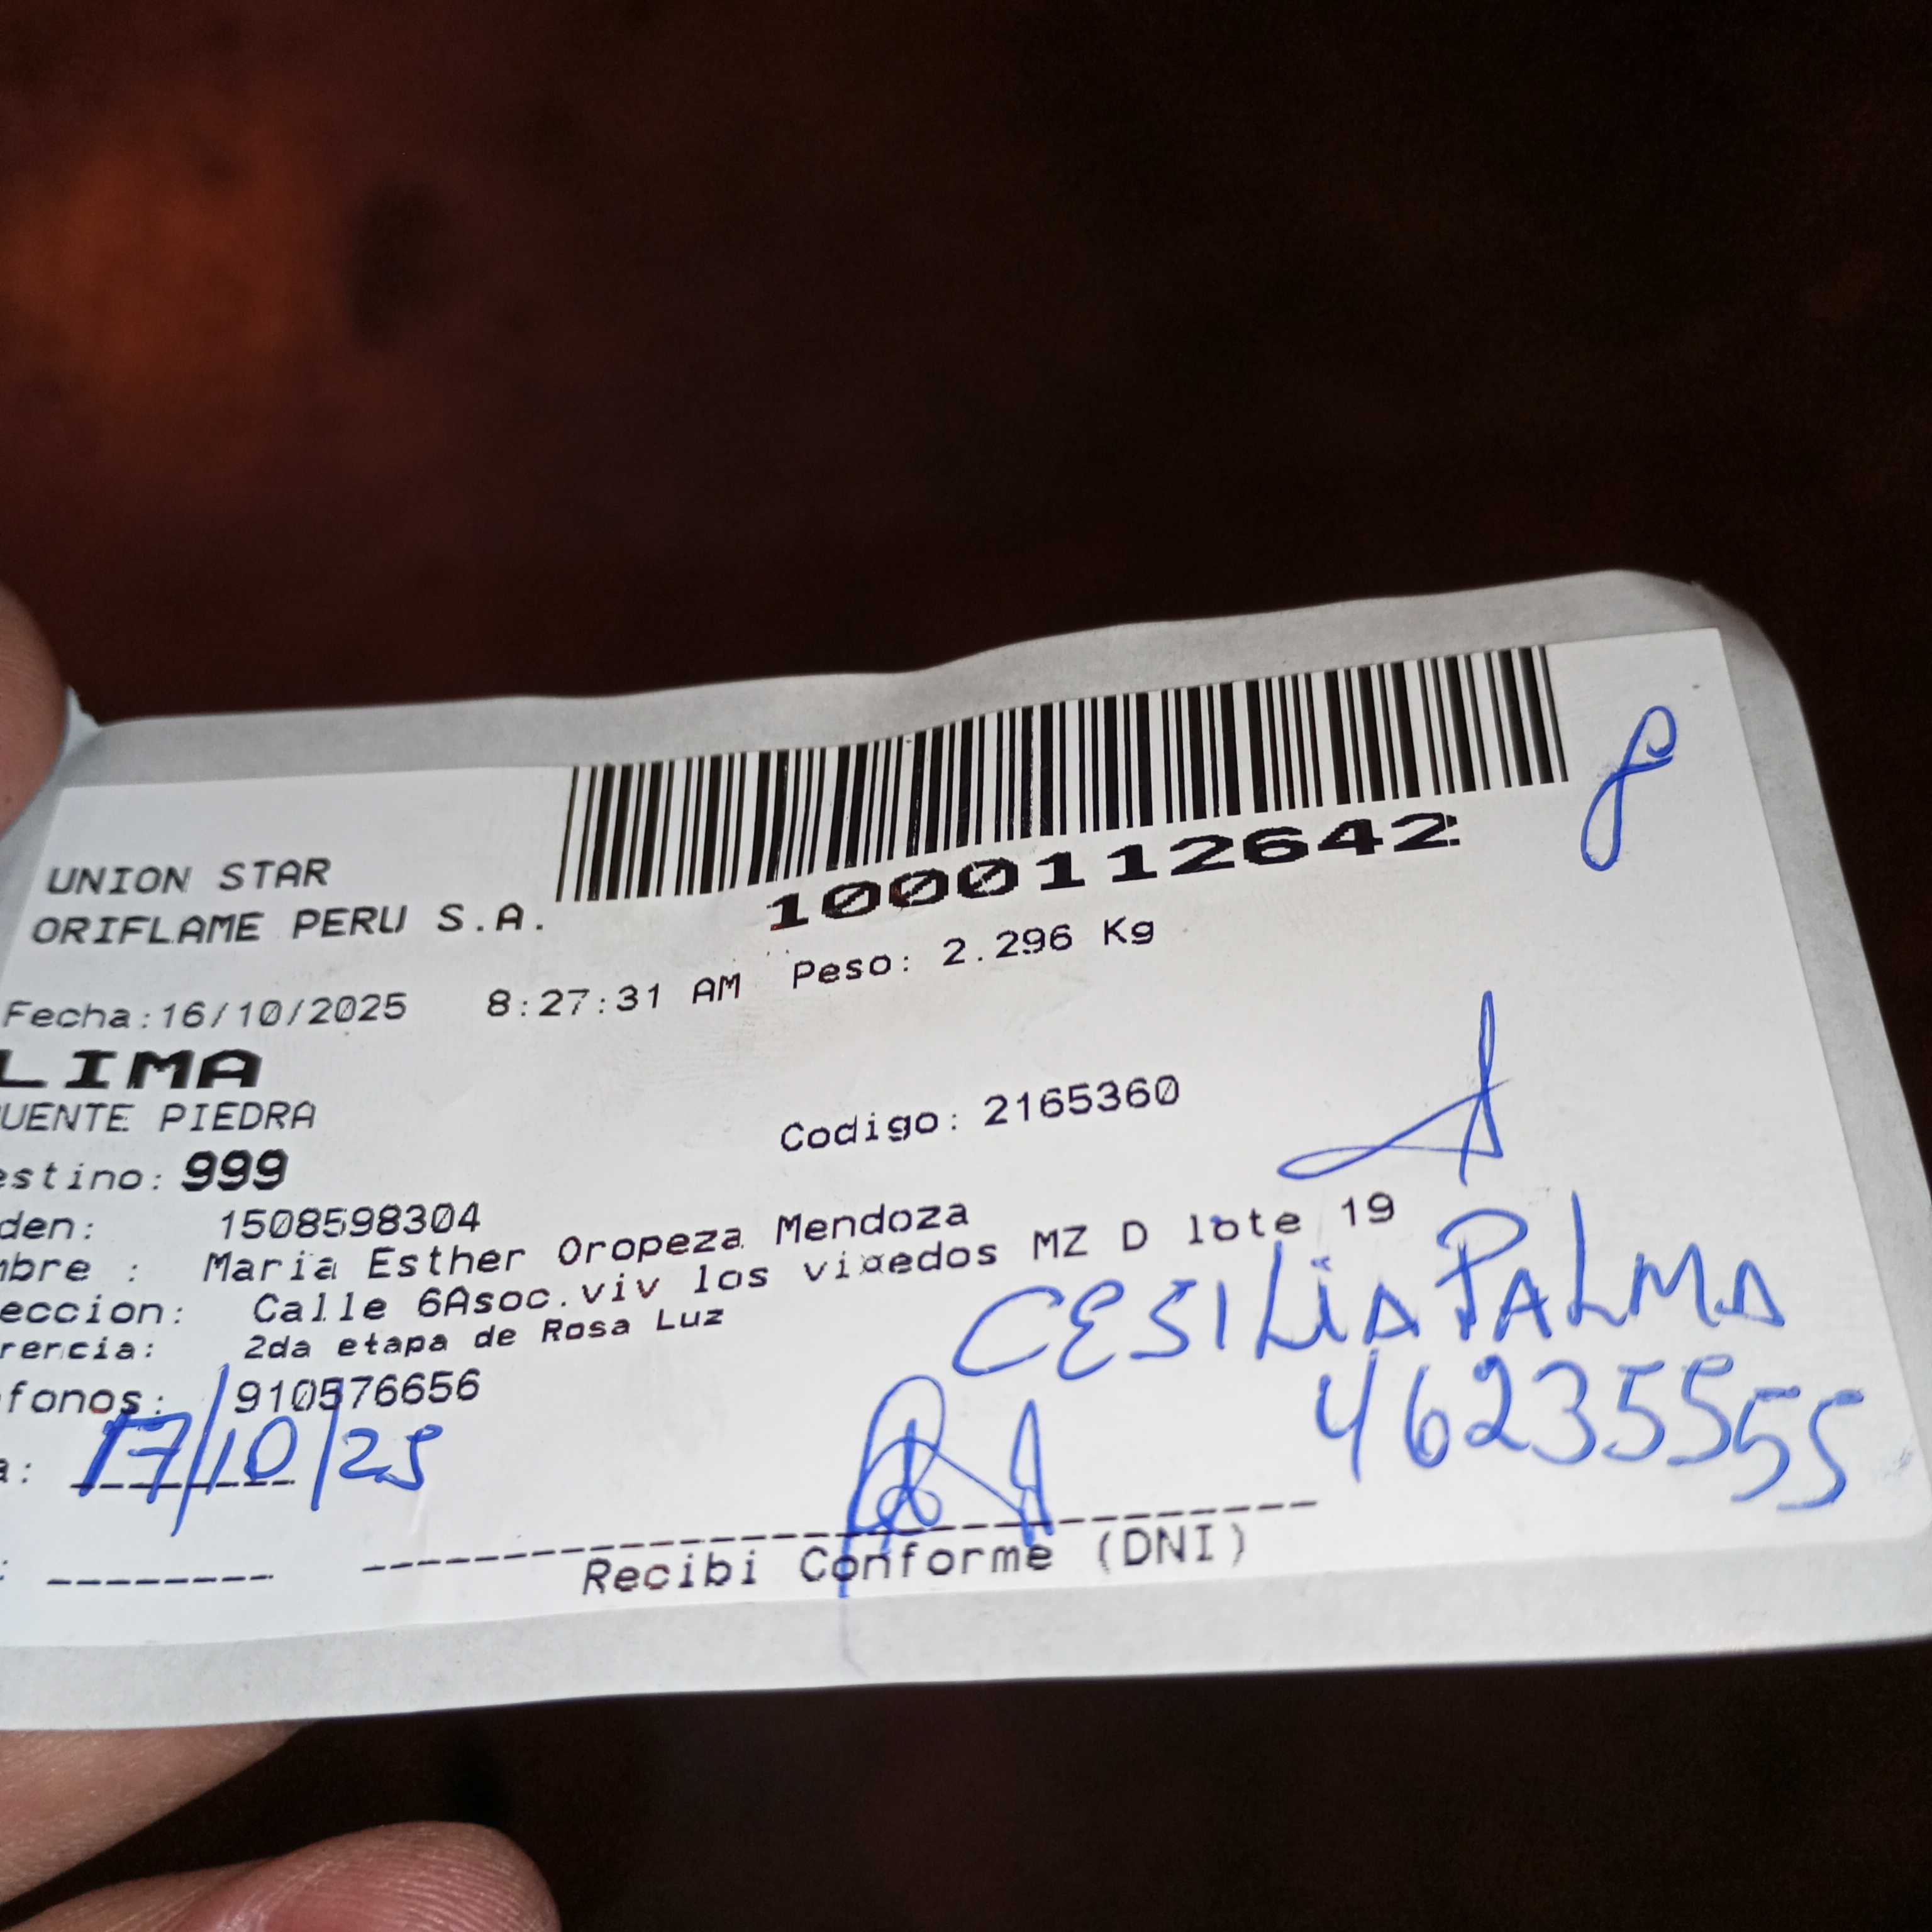 1000112642
UNION STAR
ORIFLAME PERU S.A.
Fecha:16/10/2025 8:27:31 AM Peso: 2.296 Kg
LIMA
UENTE PIEDRA
Codigo: 2165360
estino: 999
den: 1508598304
mbre : Maria Esther Oropeza Mendoza
eccion: Calle 6Asoc.viv los viñedos MZ D lote 19
rencia: 2da etapa de Rosa Luz
CESILIA PALMA
fonos: 910576656
46235555
a: 17/10/25
Recibi Conforme (DNI)